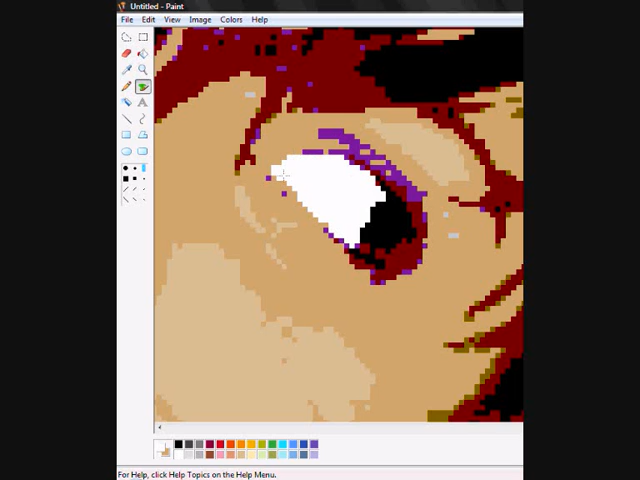 Untitled - Paint
File Edit View Image Colors Help
A
For Help, click Help Topics on the Help Menu.